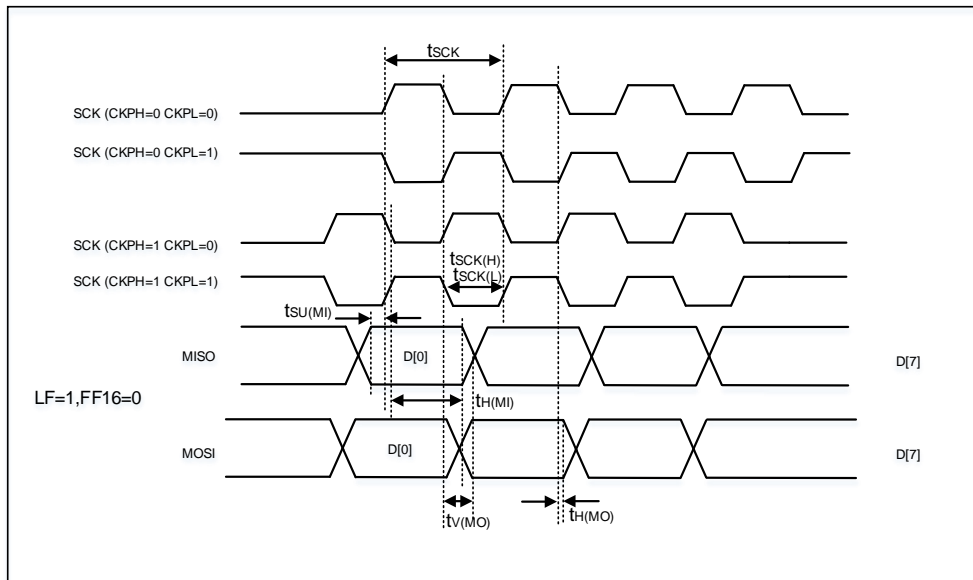 tSCK
SCK (CKPH=0 CKPL=0)
SCK (CKPH=0 CKPL=1)
SCK (CKPH=1 CKPL=0)
tSCK(H)
tSCK(L)
SCK (CKPH=1 CKPL=1)
tSU(MI)
MISO
D[0]
D[7]
LF=1,FF16=0
tH(MI)
MOSI
D[0]
D[7]
tV(MO)
tH(MO)